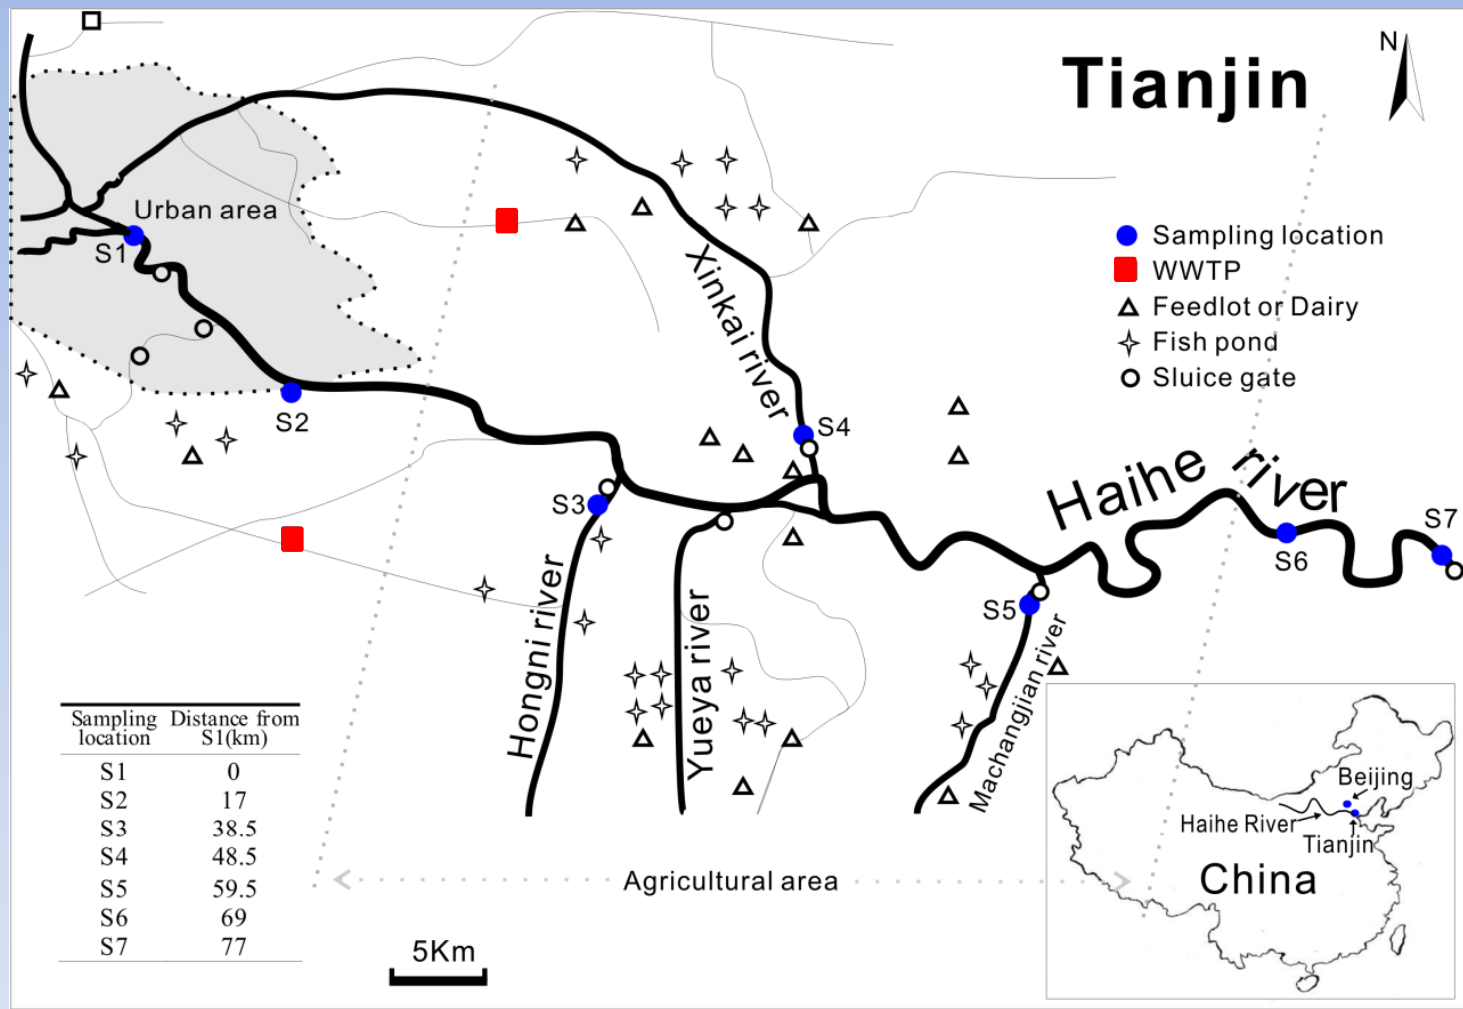 Tianjin
N
Urban area
S1
Sampling location
WWTP
Feedlot or Dairy
Fish pond
Sluice gate
Xinkai river
S2
S4
Haihe river
S3
S7
S6
S5
Hongni river
Yueya river
Machangjian river
Sampling location Distance from S1(km)
S1 0
S2 17
S3 38.5
S4 48.5
S5 59.5
S6 69
S7 77
Agricultural area
5Km
Beijing
Haihe River
Tianjin
China